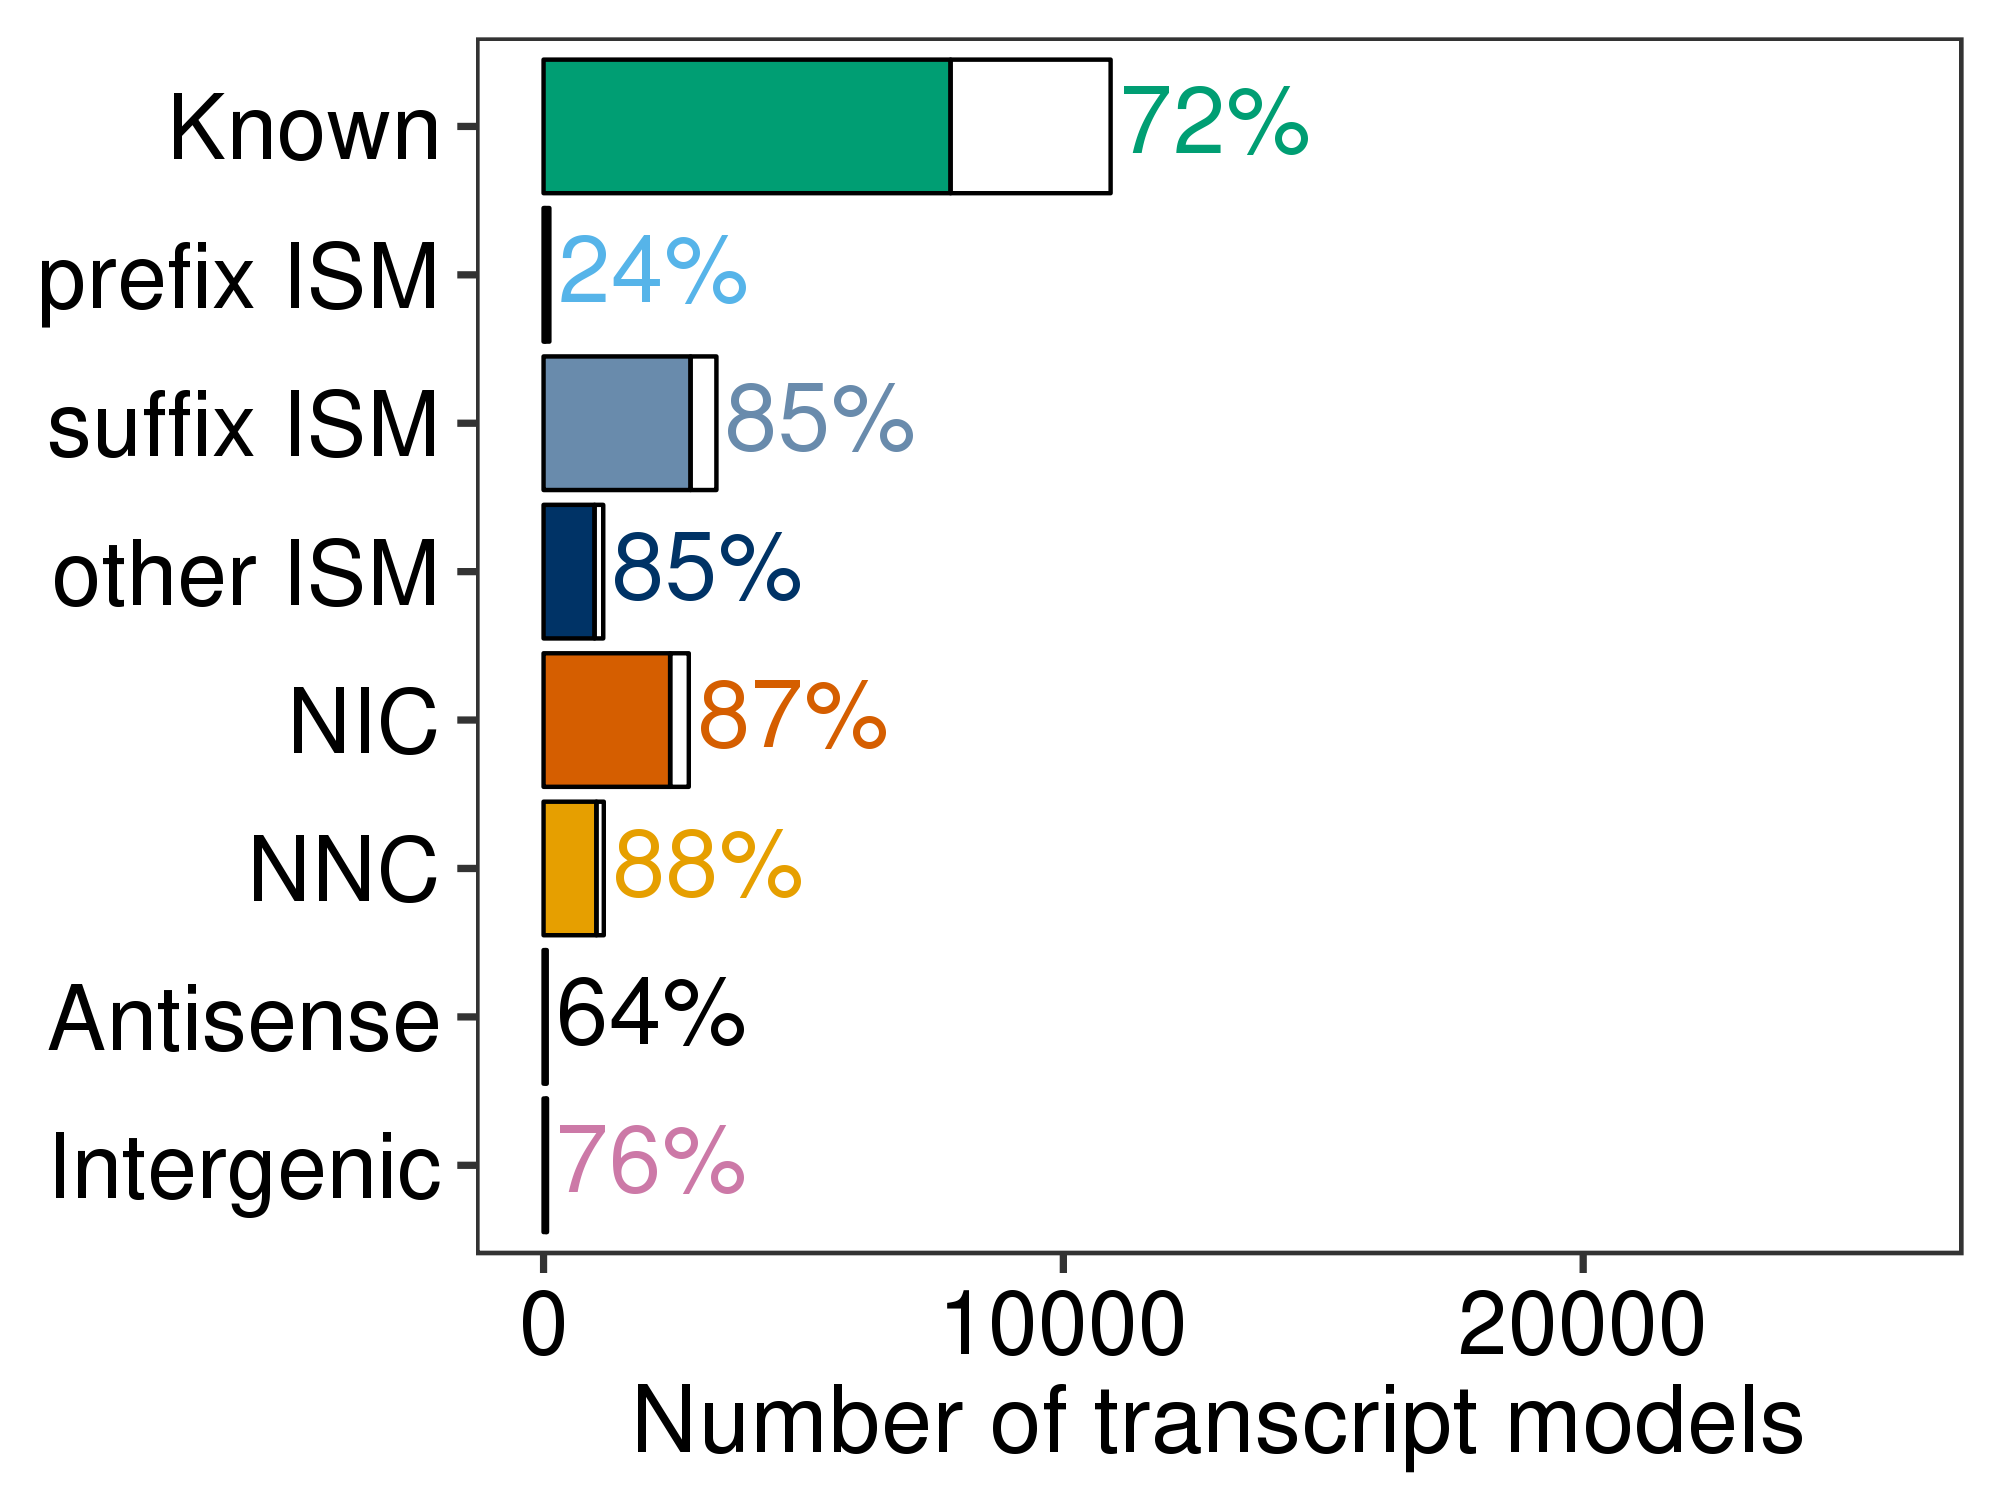 Known 72%
prefix ISM 24%
suffix ISM 85%
other ISM 85%
NIC 87%
NNC 88%
Antisense 64%
Intergenic 76%
0 10000 20000
Number of transcript models